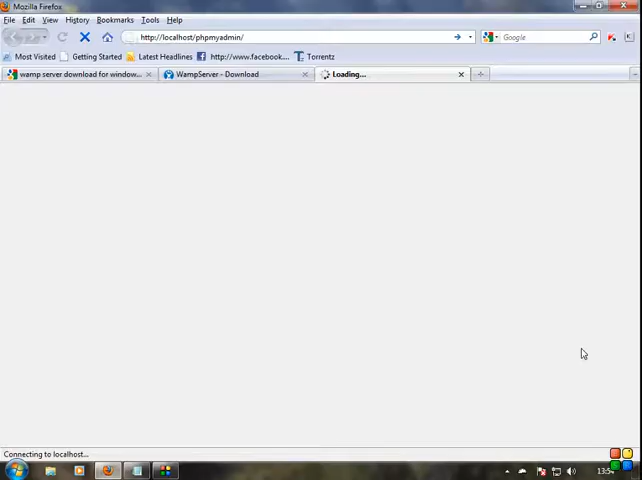 Mozilla Firefox
File Edit View History Bookmarks Tools Help
http://localhost/phpmyadmin/ Google
Most Visited Getting Started Latest Headlines http://www.facebook.... Torrentz
wamp server download for window... WampServer - Download Loading...
Connecting to localhost...